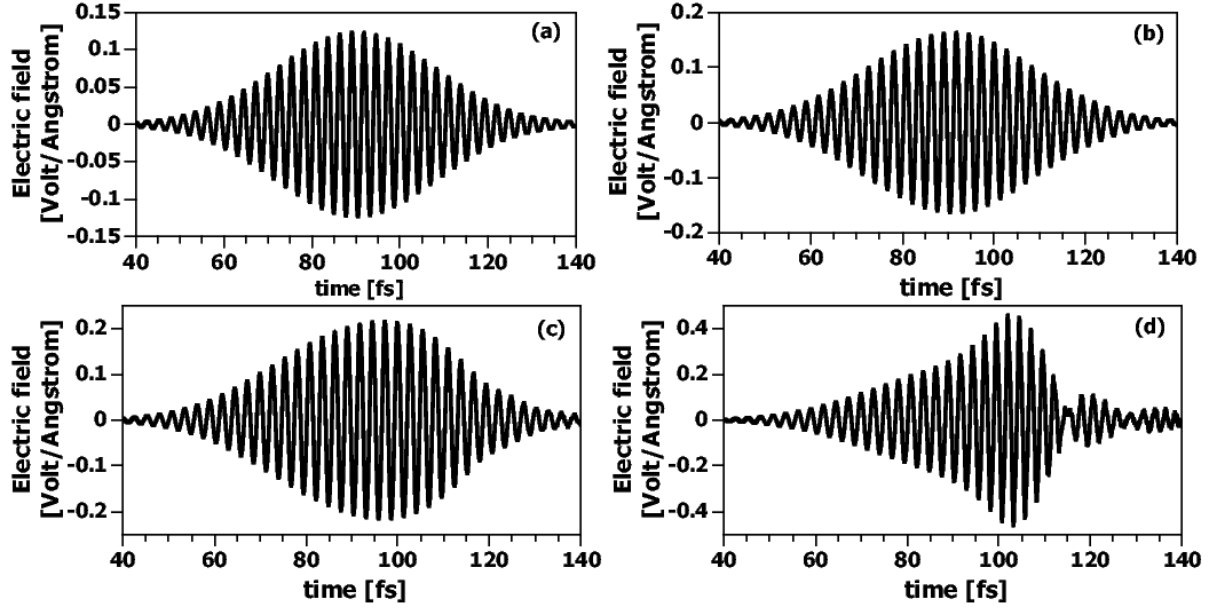 (a)
Electric field
[Volt/Angstrom]
0.15
0.1
0.05
0
-0.05
-0.1
-0.15
40 60 80 100 120 140
time [fs]
(b)
Electric field
[Volt/Angstrom]
0.2
0.1
0
-0.1
-0.2
40 60 80 100 120 140
time [fs]
(c)
Electric field
[Volt/Angstrom]
0.2
0.1
0
-0.1
-0.2
40 60 80 100 120 140
time [fs]
(d)
Electric field
[Volt/Angstrom]
0.4
0.2
0
-0.2
-0.4
40 60 80 100 120 140
time [fs]